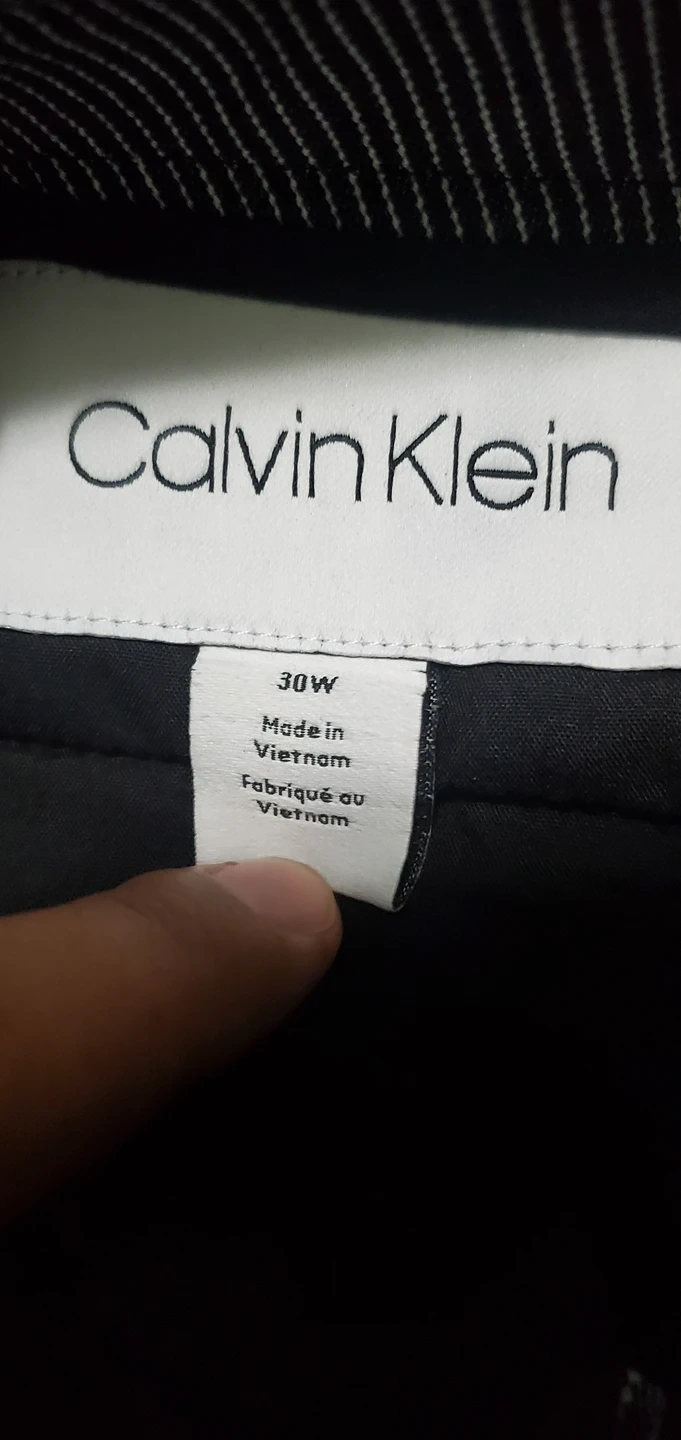 Calvin Klein
30W
Made in
Vietnam
Fabriqué au
Vietnam